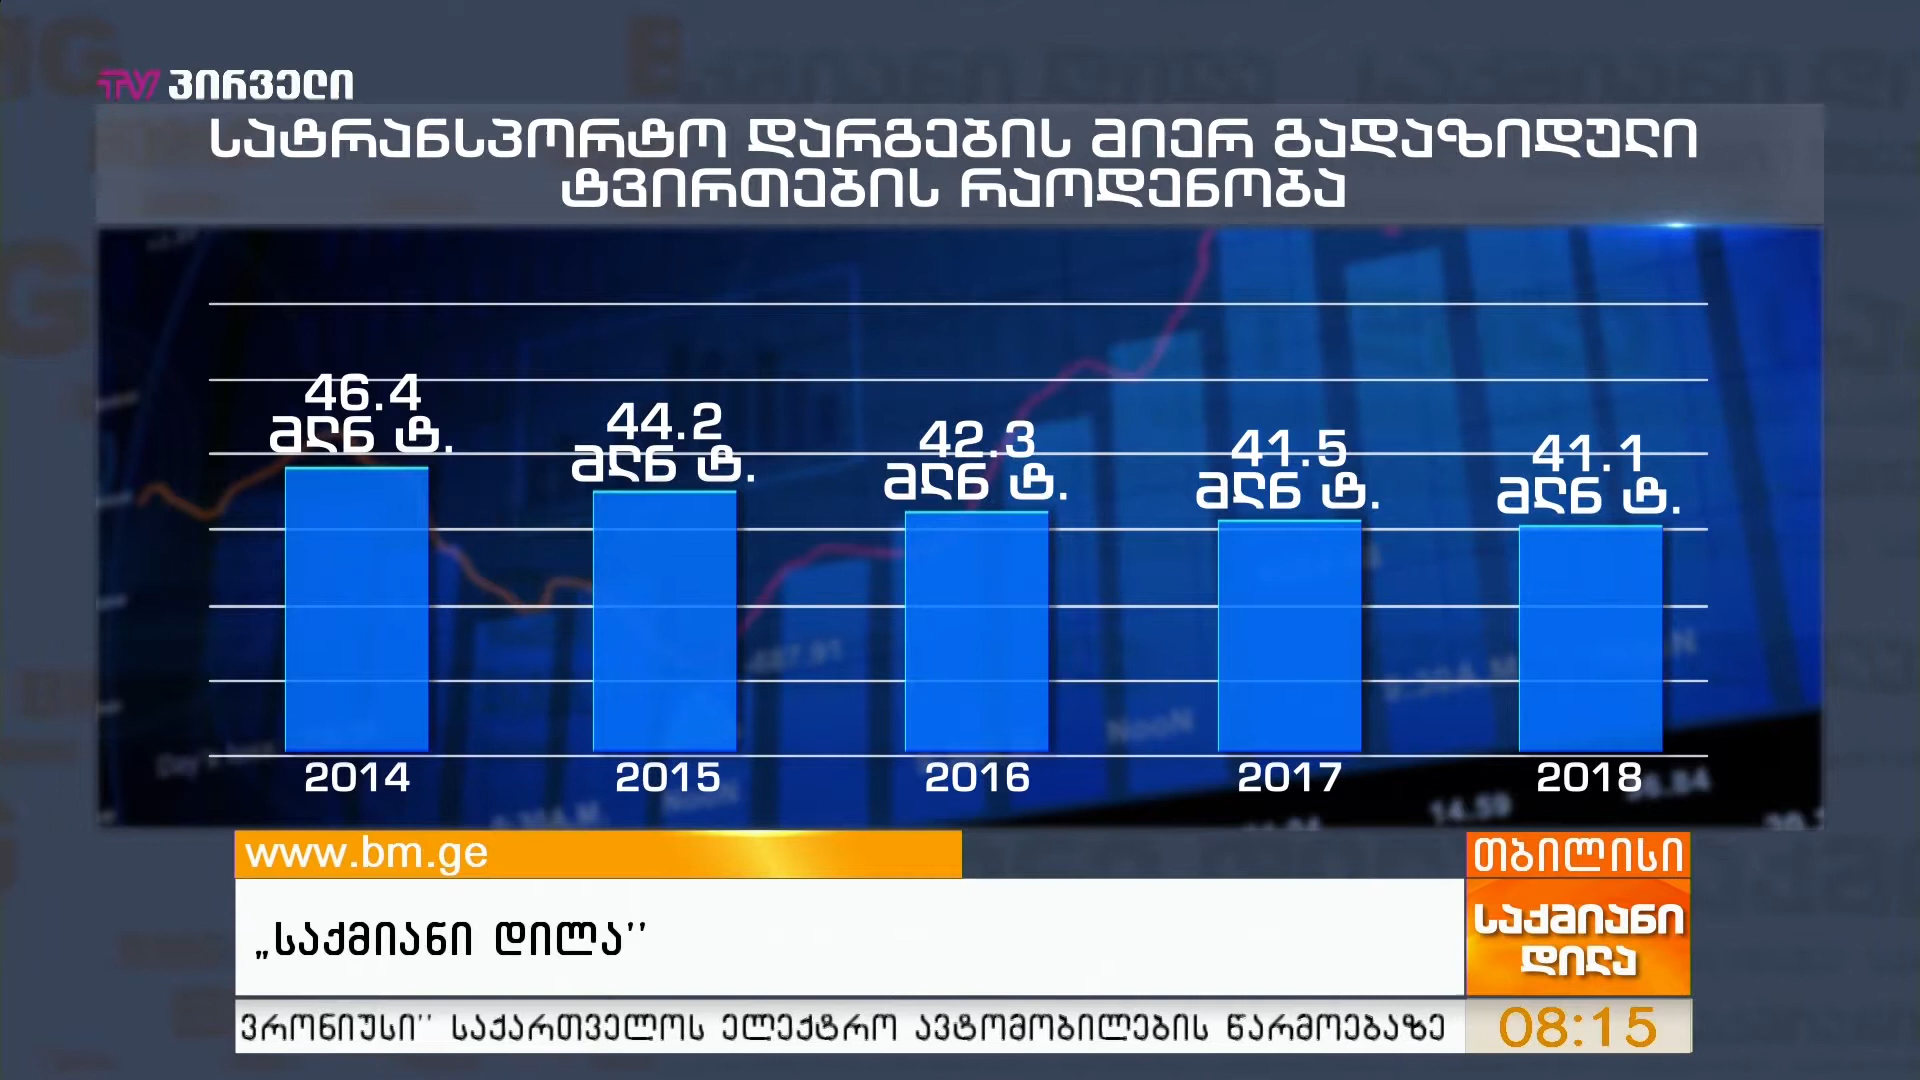 TV პირველი
სატრანსპორტო დარგების მიერ გადაზიდული
ტვირთების რაოდენობა
46.4
მლნ ტ.
44.2
მლნ ტ.
42.3
მლნ ტ.
41.5
მლნ ტ.
41.1
მლნ ტ.
2014
2015
2016
2017
2018
www.bm.ge
თბილისი
„საქმიანი დილა’’
საქმიანი
დილა
ვრონიუსი’’ საქართველოს ელექტრო ავტომობილების წარმოებაზე
08:15